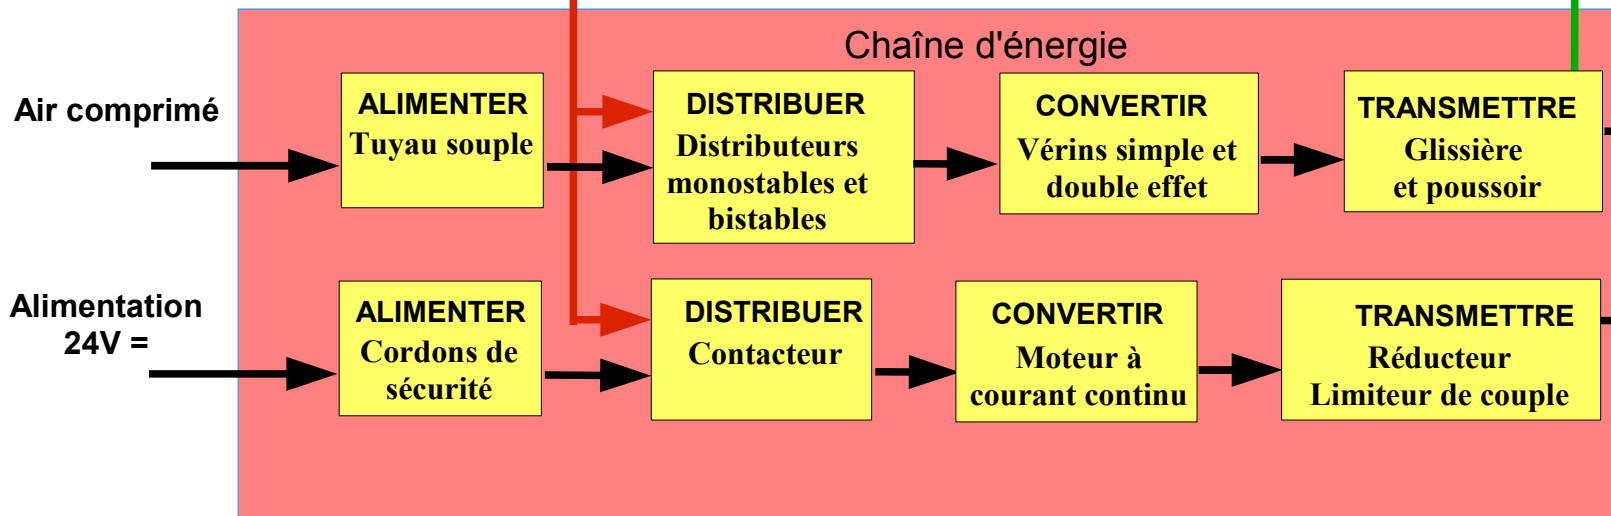 Chaîne d'énergie
Air comprimé
ALIMENTER
Tuyau souple
DISTRIBUER
Distributeurs
monostables et
bistables
CONVERTIR
Vérins simple et
double effet
TRANSMETTRE
Glissière
et poussoir
Alimentation
24V =
ALIMENTER
Cordons de
sécurité
DISTRIBUER
Contacteur
CONVERTIR
Moteur à
courant continu
TRANSMETTRE
Réducteur
Limiteur de couple